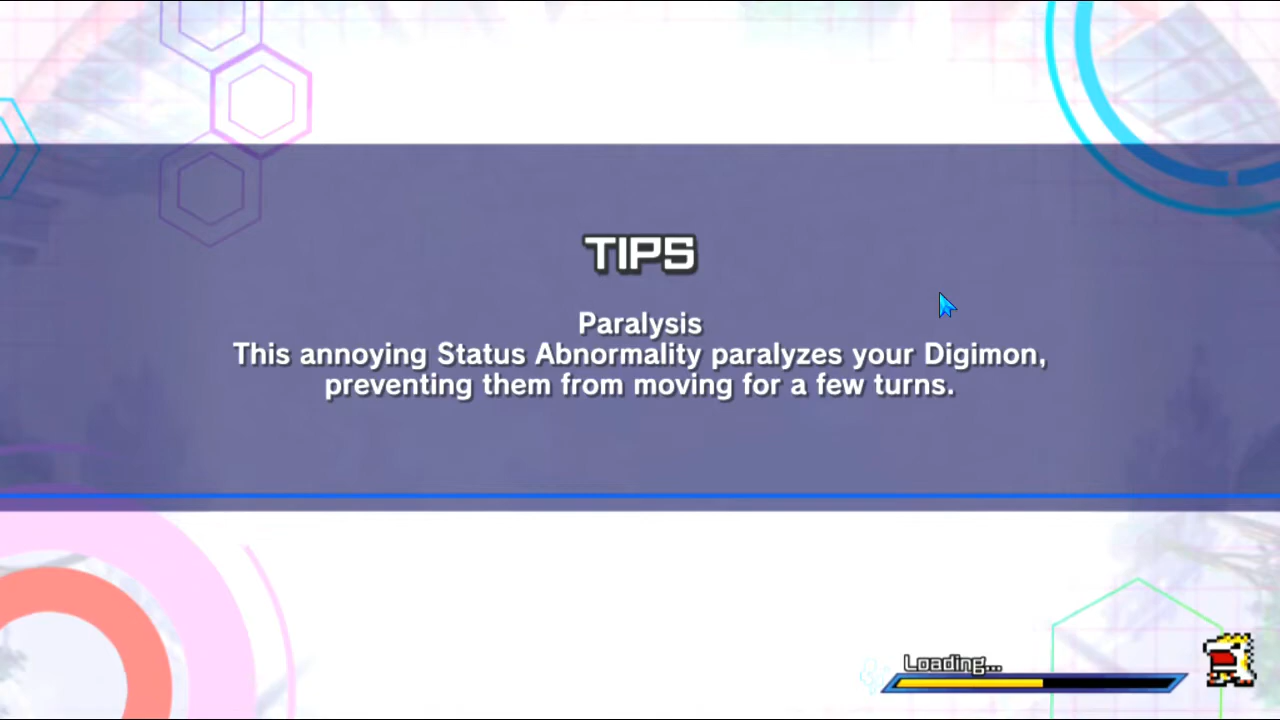 TIPS
Paralysis
This annoying Status Abnormality paralyzes your Digimon,
preventing them from moving for a few turns.
Loading...